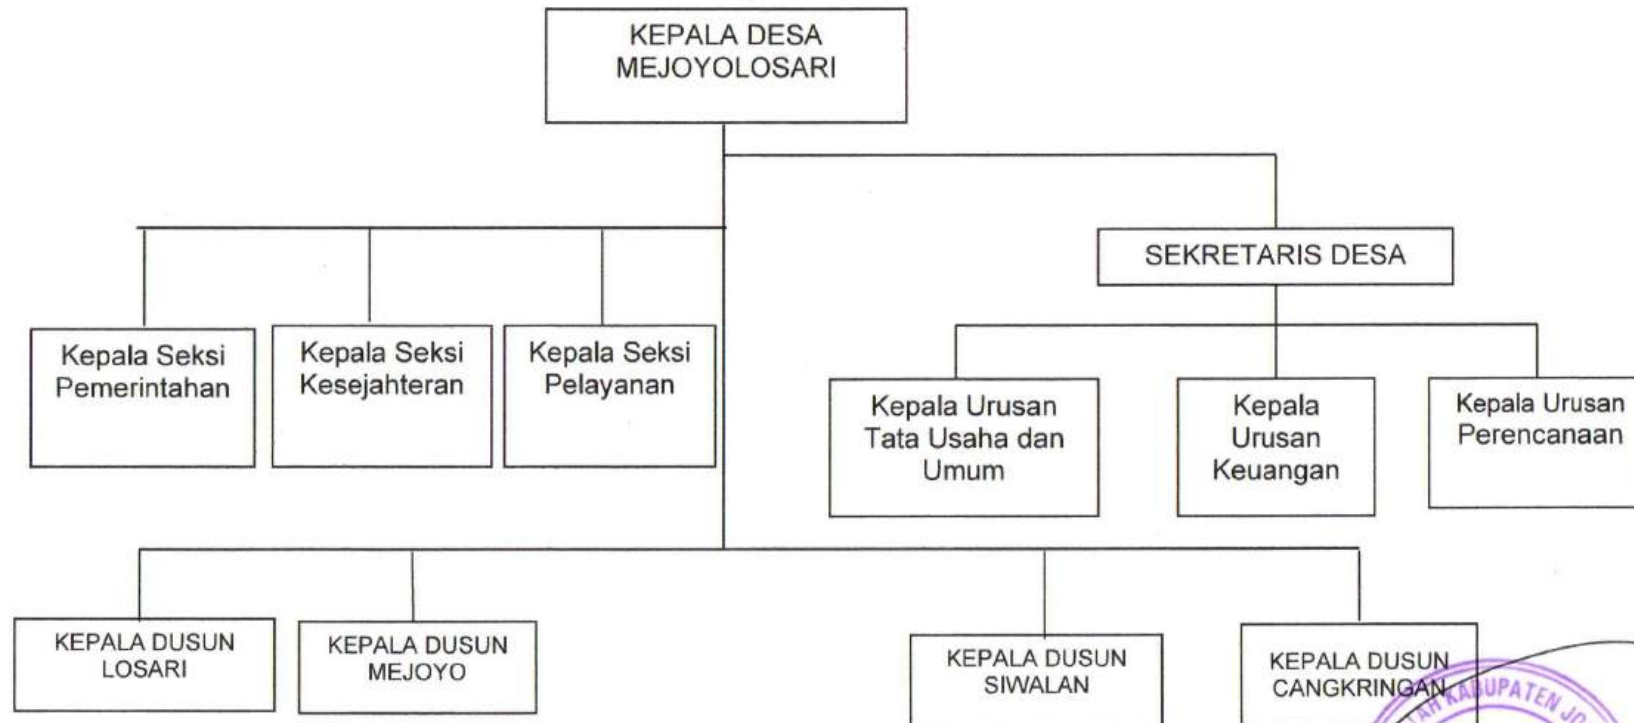 KEPALA DESA
MEJOYOLOSARI
SEKRETARIS DESA
Kepala Seksi
Pemerintahan
Kepala Seksi
Kesejahteran
Kepala Seksi
Pelayanan
Kepala Urusan
Tata Usaha dan
Umum
Kepala
Urusan
Keuangan
Kepala Urusan
Perencanaan
KEPALA DUSUN
LOSARI
KEPALA DUSUN
MEJOYO
KEPALA DUSUN
SIWALAN
KEPALA DUSUN
CANGKRINGAN
KABUPATEN